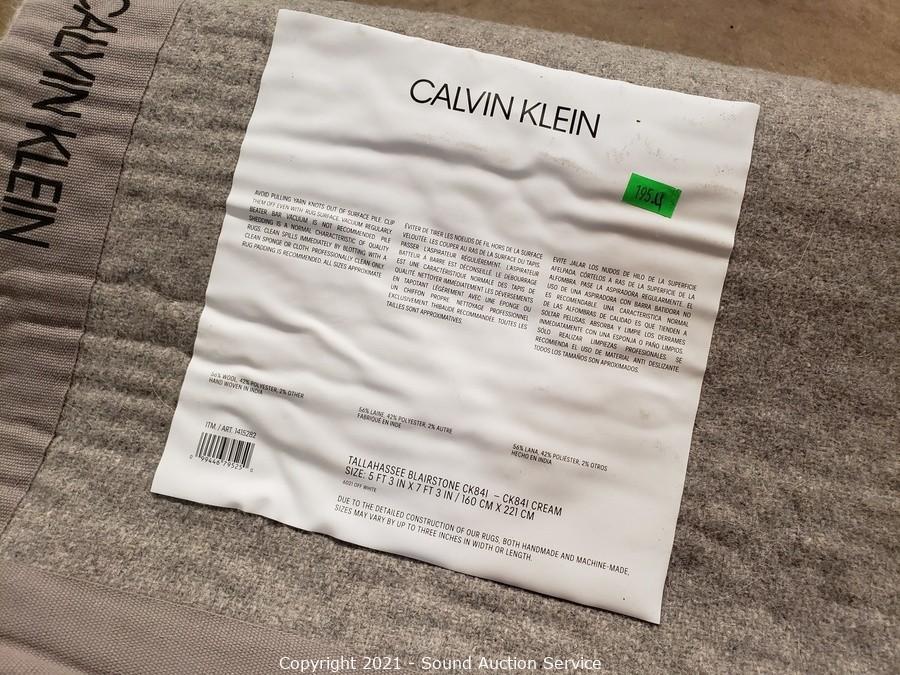 CALVIN KLEIN
CALVIN KLEIN
195.4
AVOID PULLING YARN KNOTS OUT OF SURFACE PILE. CLIP
THEM OFF EVEN WITH RUG SURFACE. VACUUM REGULARLY.
BEATER BAR VACUUM IS NOT RECOMMENDED. PILE
SHEDDING IS A NORMAL CHARACTERISTIC OF QUALITY
RUGS. CLEAN SPILLS IMMEDIATELY BY BLOTTING WITH A
CLEAN SPONGE OR CLOTH. PROFESSIONALLY CLEAN ONLY.
RUG PADDING IS RECOMMENDED. ALL SIZES APPROXIMATE
ÉVITER DE TIRER LES NOEUDS DE FIL HORS DE LA SURFACE
VELOUTÉE. LES COUPER AU RAS DE LA SURFACE DU TAPIS.
PASSER L'ASPIRATEUR RÉGULIÈREMENT. L'ASPIRATEUR
BATTEUR À BARRE EST DÉCONSEILLÉ. LE DÉBOURRAGE
EST UNE CARACTÉRISTIQUE NORMALE DES TAPIS DE
QUALITÉ. NETTOYER IMMÉDIATEMENT LES DÉVERSEMENTS
EN TAPOTANT LÉGÈREMENT AVEC UNE ÉPONGE OU
UN CHIFFON PROPRE. NETTOYAGE PROFESSIONNEL
EXCLUSIVEMENT. THIBAUDE RECOMMANDÉE. TOUTES LES
TAILLES SONT APPROXIMATIVES.
EVITE JALAR LOS NUDOS DE HILO DE LA SUPERFICIE
AFELPADA. CÓRTELOS A RAS DE LA SUPERFICIE DE LA
ALFOMBRA. PASE LA ASPIRADORA REGULARMENTE. EL
USO DE UNA ASPIRADORA CON BARRA BATIDORA NO
ES RECOMENDABLE. UNA CARACTERÍSTICA NORMAL
DE LAS ALFOMBRAS DE CALIDAD ES QUE TIENDEN A
SOLTAR PELUSAS. ABSORBA Y LIMPIE LOS DERRAMES
INMEDIATAMENTE CON UNA ESPONJA O PAÑO LIMPIOS.
SÓLO REALIZAR LIMPIEZAS PROFESIONALES. SE
RECOMIENDA EL USO DE MATERIAL ANTI DESLIZANTE.
TODOS LOS TAMAÑOS SON APROXIMADOS.
56% WOOL, 42% POLYESTER, 2% OTHER
HAND WOVEN IN INDIA
56% LAINE, 42% POLYESTER, 2% AUTRE
FABRIQUÉ EN INDE
56% LANA, 42% POLIÉSTER, 2% OTROS
HECHO EN INDIA
ITM. / ART. 1415282
0 99446 79523 0
TALLAHASSEE BLAIRSTONE CK841 – CK841 CREAM
SIZE: 5 FT 3 IN X 7 FT 3 IN / 160 CM X 221 CM
6021 OFF WHITE
DUE TO THE DETAILED CONSTRUCTION OF OUR RUGS, BOTH HANDMADE AND MACHINE-MADE,
SIZES MAY VARY BY UP TO THREE INCHES IN WIDTH OR LENGTH.
Copyright 2021 - Sound Auction Service